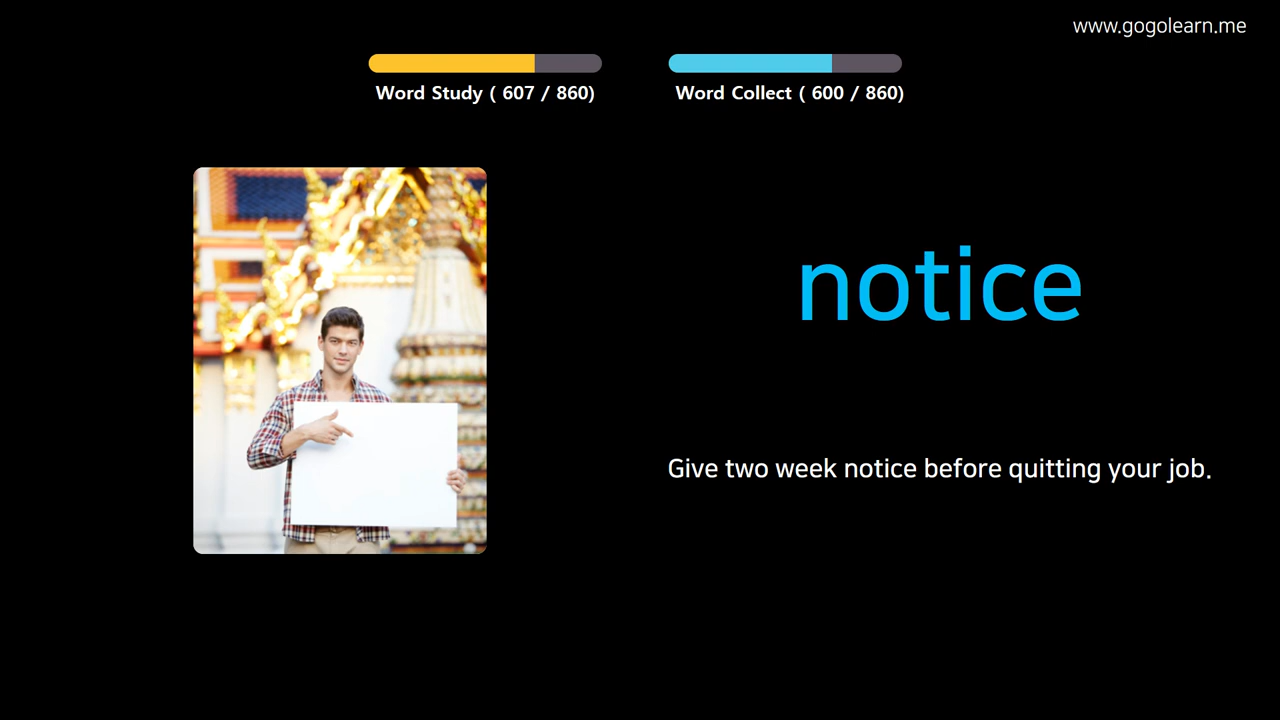 www.gogolearn.me
Word Study ( 607 / 860)
Word Collect ( 600 / 860)
notice
Give two week notice before quitting your job.